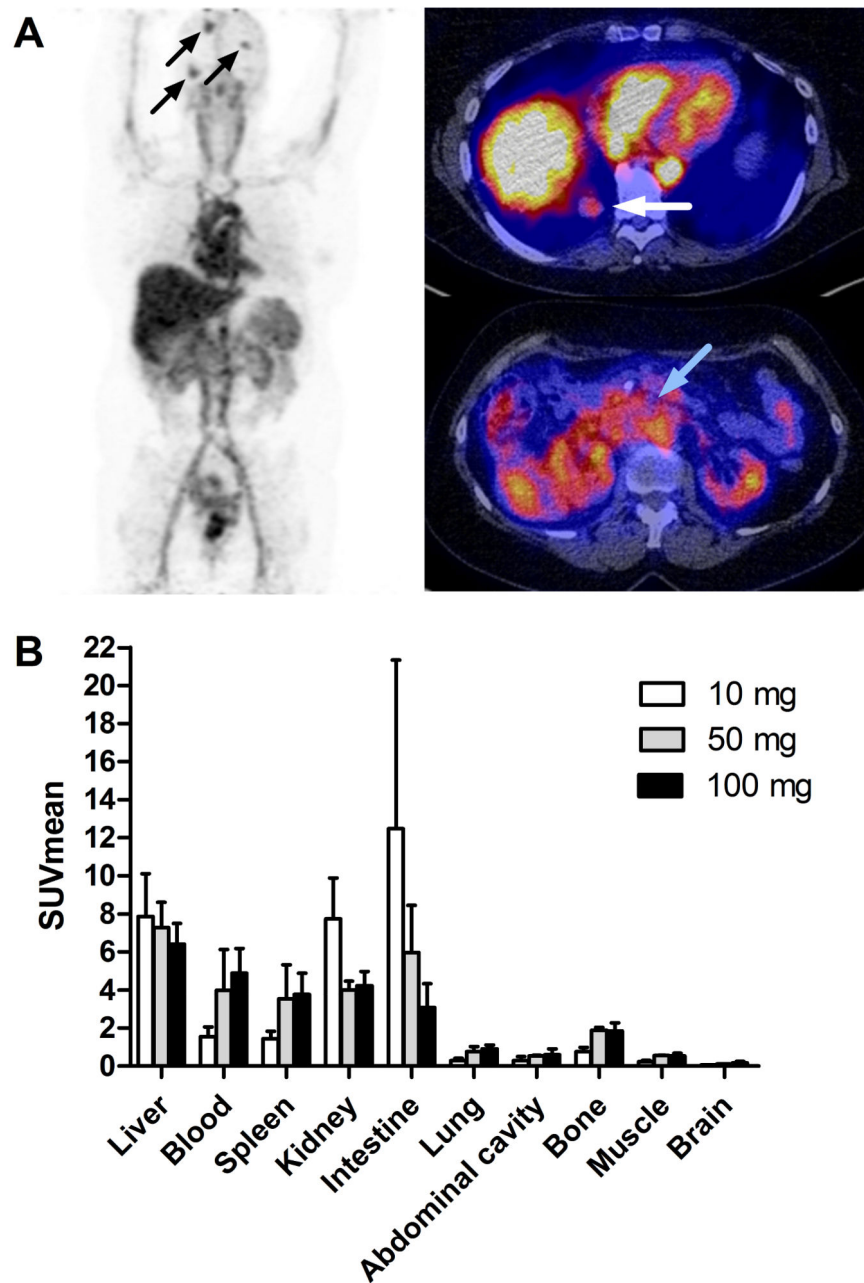 A
B
22
20
18
16
14
12
10
8
6
4
2
0
SUVmean
10 mg
50 mg
100 mg
Liver
Blood
Spleen
Kidney
Intestine
Lung
Abdominal cavity
Bone
Muscle
Brain